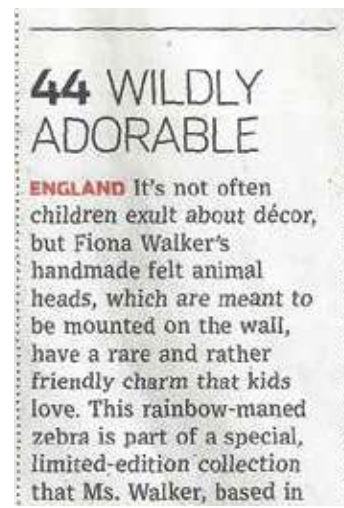 44 WILDLY
ADORABLE
ENGLAND It's not often
children exult about décor,
but Fiona Walker's
handmade felt animal
heads, which are meant to
be mounted on the wall,
have a rare and rather
friendly charm that kids
love. This rainbow-maned
zebra is part of a special,
limited-edition collection
that Ms. Walker, based in